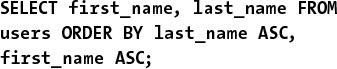 SELECT first_name, last_name FROM
users ORDER BY last_name ASC,
first_name ASC;